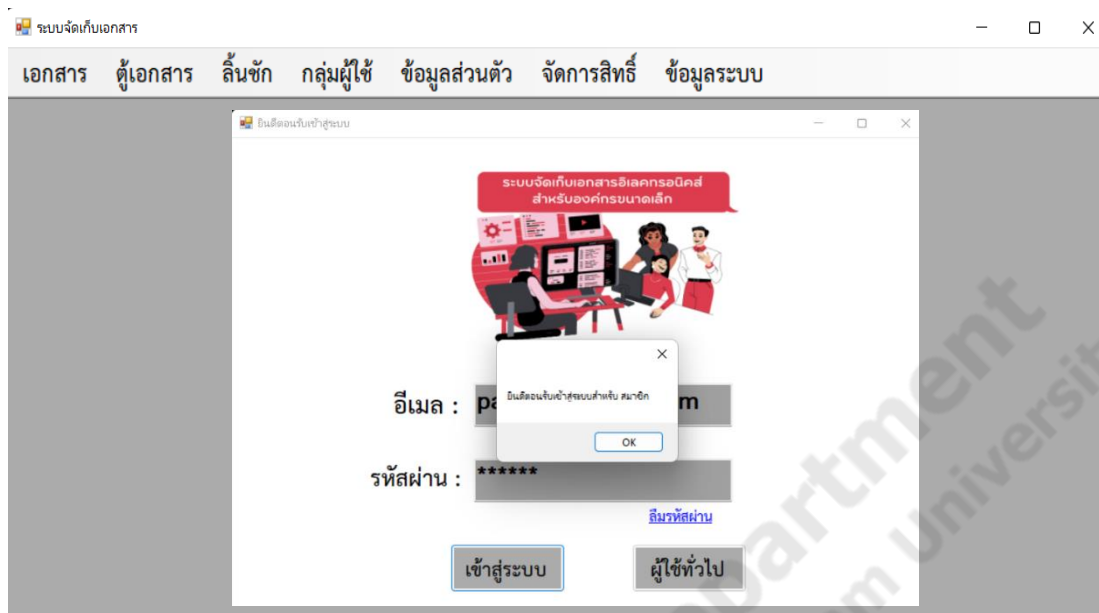 ระบบจัดเก็บเอกสาร
เอกสาร ตู้เอกสาร ลิ้นชัก กลุ่มผู้ใช้ ข้อมูลส่วนตัว จัดการสิทธิ์ ข้อมูลระบบ
ยินดีตอนรับเข้าสู่ระบบ
ระบบจัดเก็บเอกสารอิเลคทรอนิคส์
สำหรับองค์กรขนาดเล็ก
ยินดีตอนรับเข้าสู่ระบบสำหรับ สมาชิก
OK
อีเมล : pa m
รหัสผ่าน : ******
ลืมรหัสผ่าน
เข้าสู่ระบบ ผู้ใช้ทั่วไป